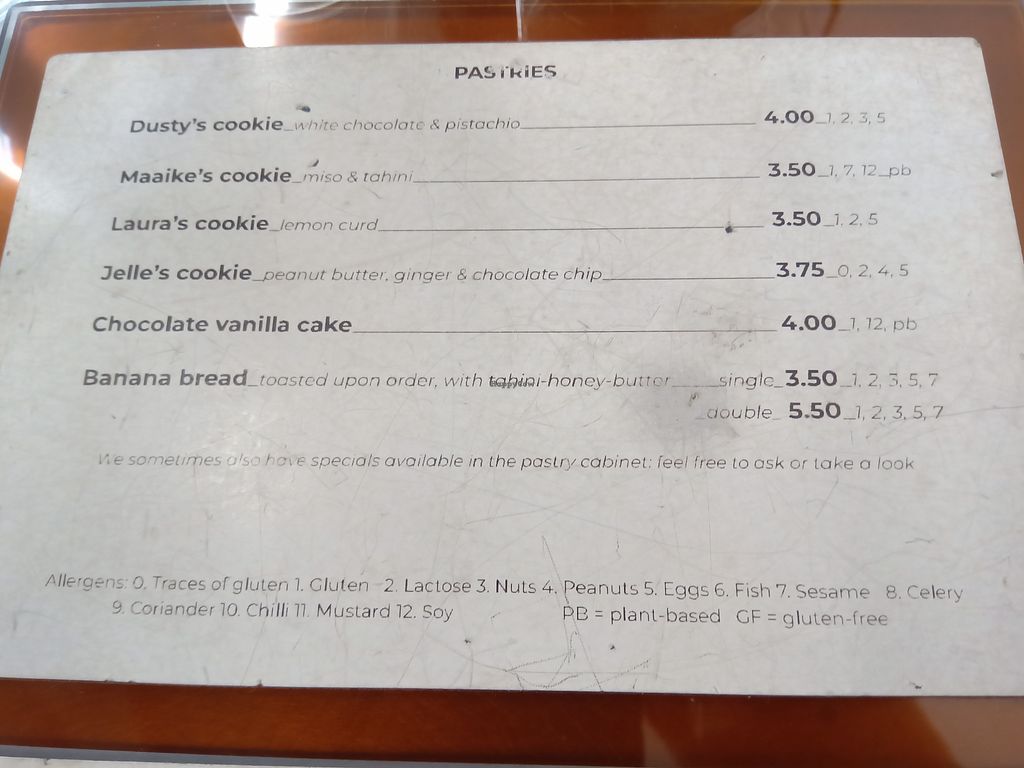 PASTRIES
Dusty's cookie_white chocolate & pistachio 4.00_1, 2, 3, 5
Maaike's cookie_miso & tahini 3.50_1, 7, 12_pb
Laura's cookie_lemon curd 3.50_1, 2, 5
Jelle's cookie_peanut butter, ginger & chocolate chip 3.75_0, 2, 4, 5
Chocolate vanilla cake 4.00_1, 12, pb
Banana bread_toasted upon order, with tahini-honey-butter single_3.50_1, 2, 3, 5, 7
double_5.50_1, 2, 3, 5, 7
We sometimes also have specials available in the pastry cabinet; feel free to ask or take a look
Allergens: 0. Traces of gluten 1. Gluten 2. Lactose 3. Nuts 4. Peanuts 5. Eggs 6. Fish 7. Sesame 8. Celery
9. Coriander 10. Chilli 11. Mustard 12. Soy PB = plant-based GF = gluten-free